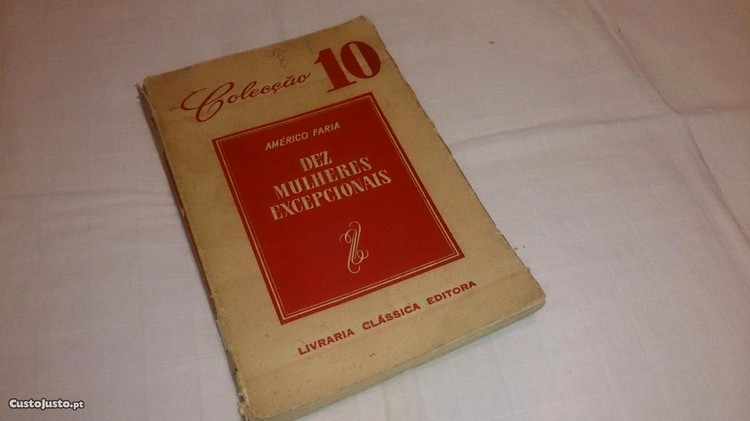 Colecção 10
AMÉRICO FARIA
DEZ
MULHERES
EXCEPCIONAIS
LIVRARIA CLÁSSICA EDITORA
CustoJusto.pt